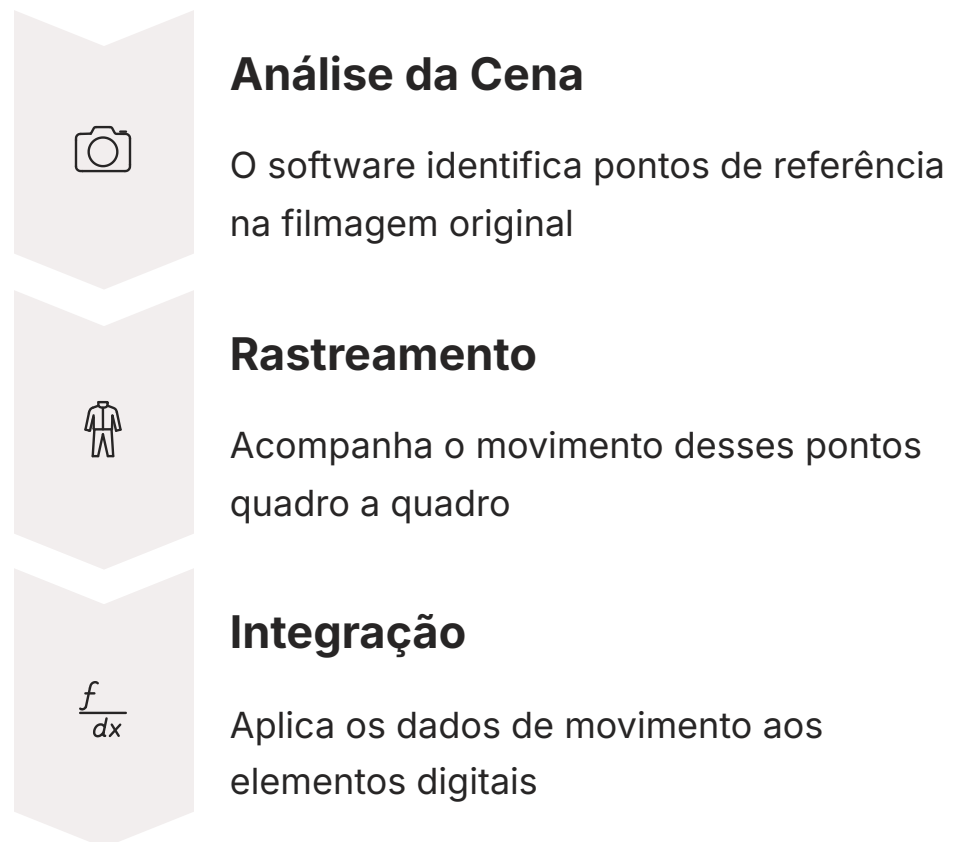 Análise da Cena
O software identifica pontos de referência
na filmagem original
Rastreamento
Acompanha o movimento desses pontos
quadro a quadro
Integração
f
dx
Aplica os dados de movimento aos
elementos digitais